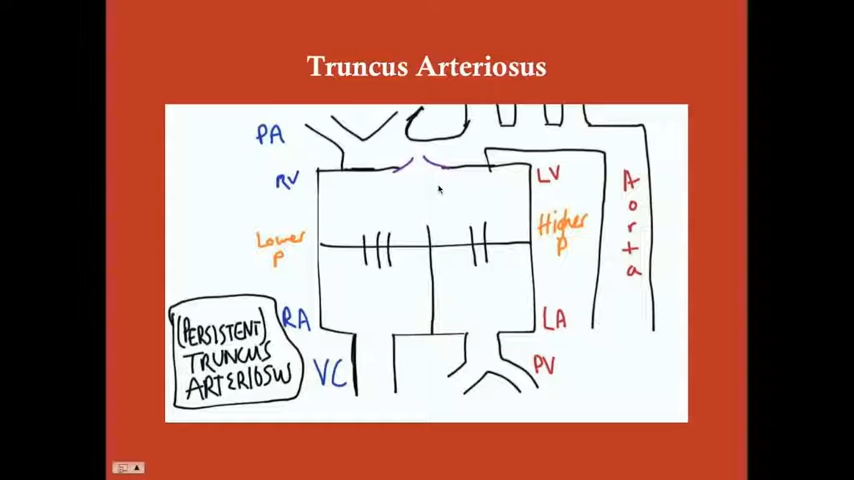 Truncus Arteriosus
PA
RV
LV
Lower
P
Higher
P
Aorta
RA
LA
(PERSISTENT)
TRUNCUS
ARTERIOSUS
VC
PV